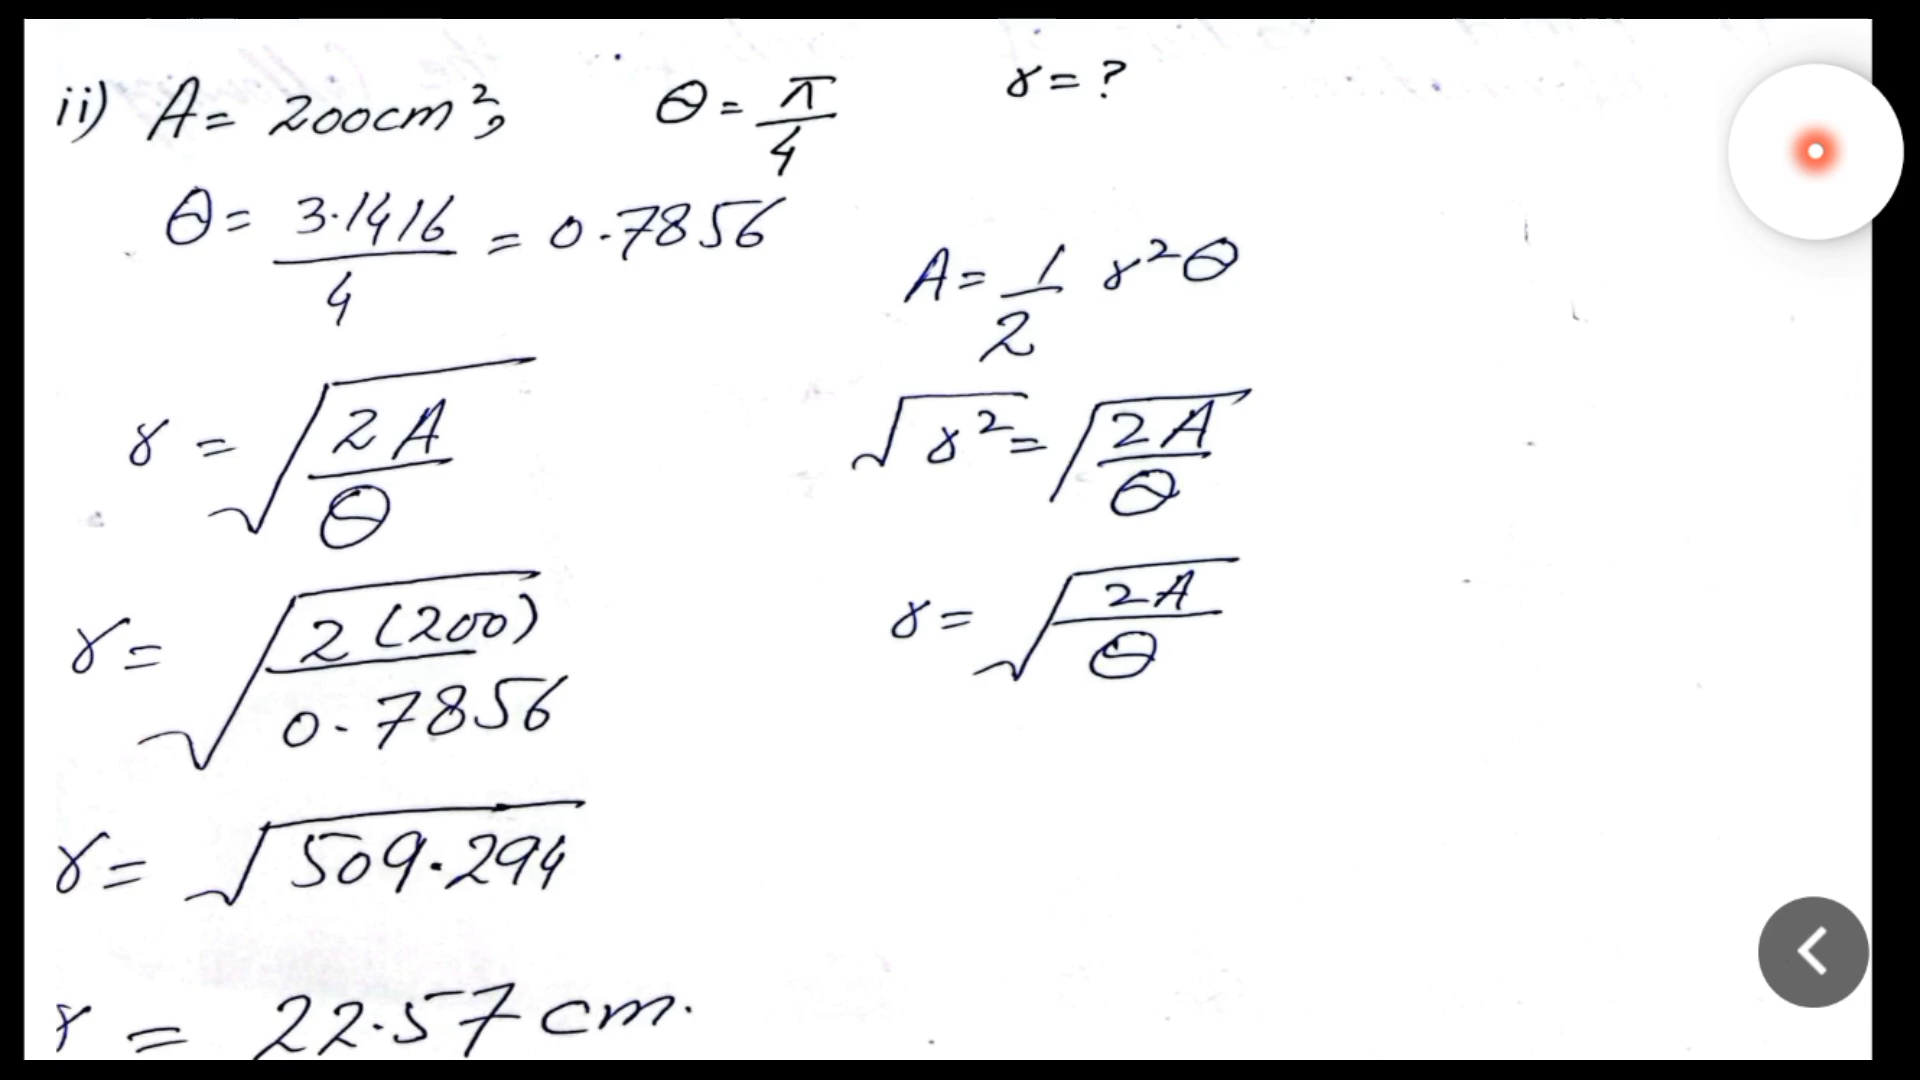 ii) A = 200cm², θ = π/4 r = ?
θ = 3.1416/4 = 0.7856
A = 1/2 r²θ
r = √(2A/θ)
√r² = √(2A/θ)
r = √(2(200)/0.7856)
r = √(2A/θ)
r = √509.294
r = 22.57 cm.